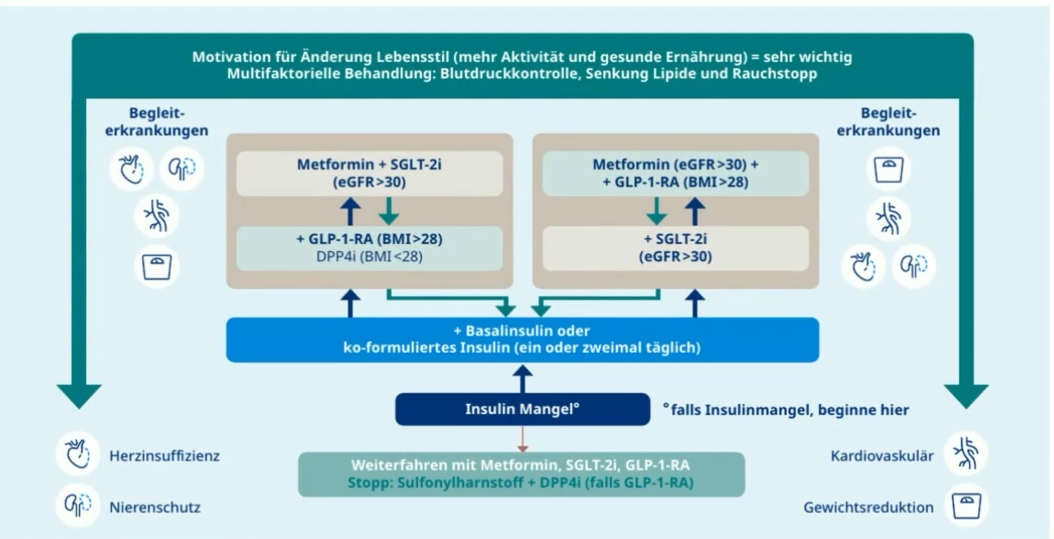 Motivation für Änderung Lebensstil (mehr Aktivität und gesunde Ernährung) = sehr wichtig
Multifaktorielle Behandlung: Blutdruckkontrolle, Senkung Lipide und Rauchstopp
Begleit-
erkrankungen
Metformin + SGLT-2i
(eGFR>30)
+ GLP-1-RA (BMI>28)
DPP4i (BMI<28)
Metformin (eGFR>30) +
+ GLP-1-RA (BMI>28)
+ SGLT-2i
(eGFR>30)
Begleit-
erkrankungen
+ Basalinsulin oder
ko-formuliertes Insulin (ein oder zweimal täglich)
Insulin Mangel°
°falls Insulinmangel, beginne hier
Weiterfahren mit Metformin, SGLT-2i, GLP-1-RA
Stopp: Sulfonylharnstoff + DPP4i (falls GLP-1-RA)
Herzinsuffizienz
Nierenschutz
Kardiovaskulär
Gewichtsreduktion